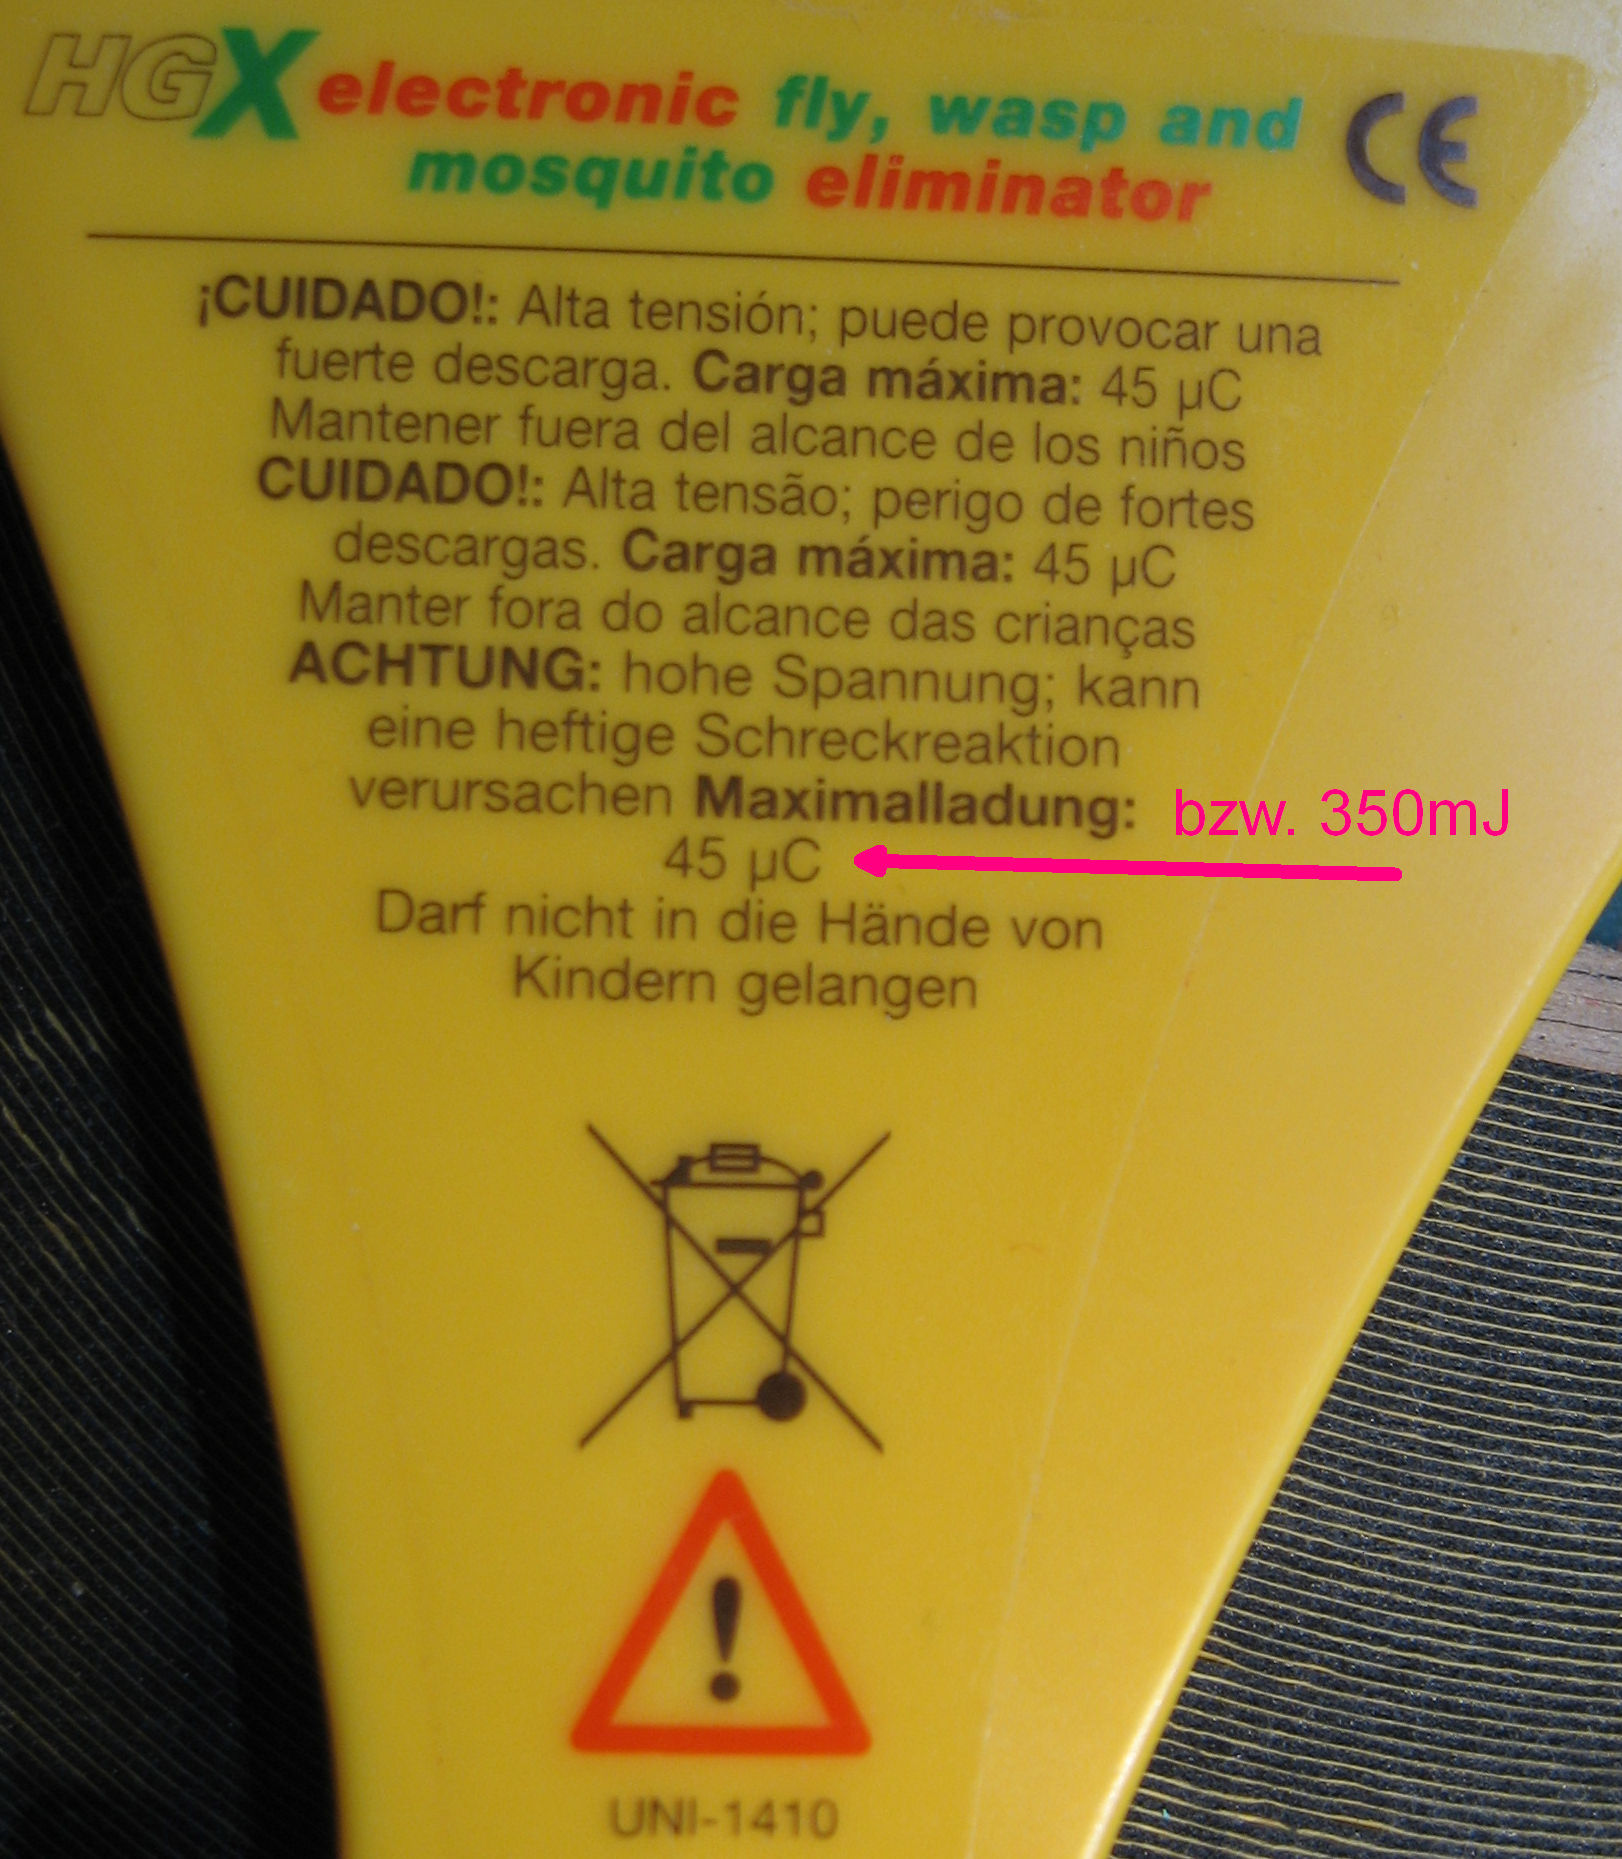 HGX electronic fly, wasp and CE
mosquito eliminator
¡CUIDADO!: Alta tensión; puede provocar una
fuerte descarga. Carga máxima: 45 µC
Mantener fuera del alcance de los niños
CUIDADO!: Alta tensão; perigo de fortes
descargas. Carga máxima: 45 µC
Manter fora do alcance das crianças
ACHTUNG: hohe Spannung; kann
eine heftige Schreckreaktion
verursachen Maximalladung: bzw. 350mJ
45 µC
Darf nicht in die Hände von
Kindern gelangen
UNI-1410